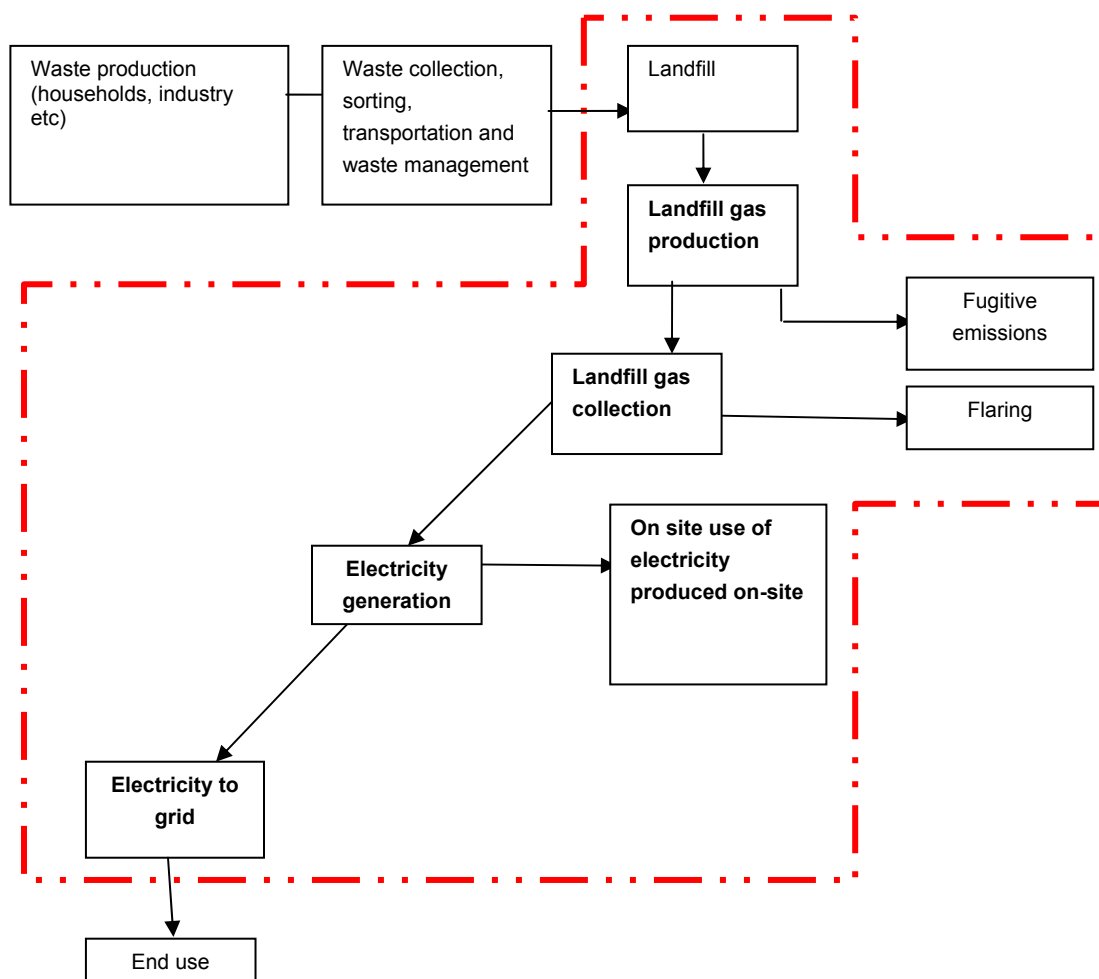 Waste production
(households, industry
etc)
Waste collection,
sorting,
transportation and
waste management
Landfill
Landfill gas
production
Fugitive
emissions
Landfill gas
collection
Flaring
On site use of
electricity
produced on-site
Electricity
generation
Electricity to
grid
End use